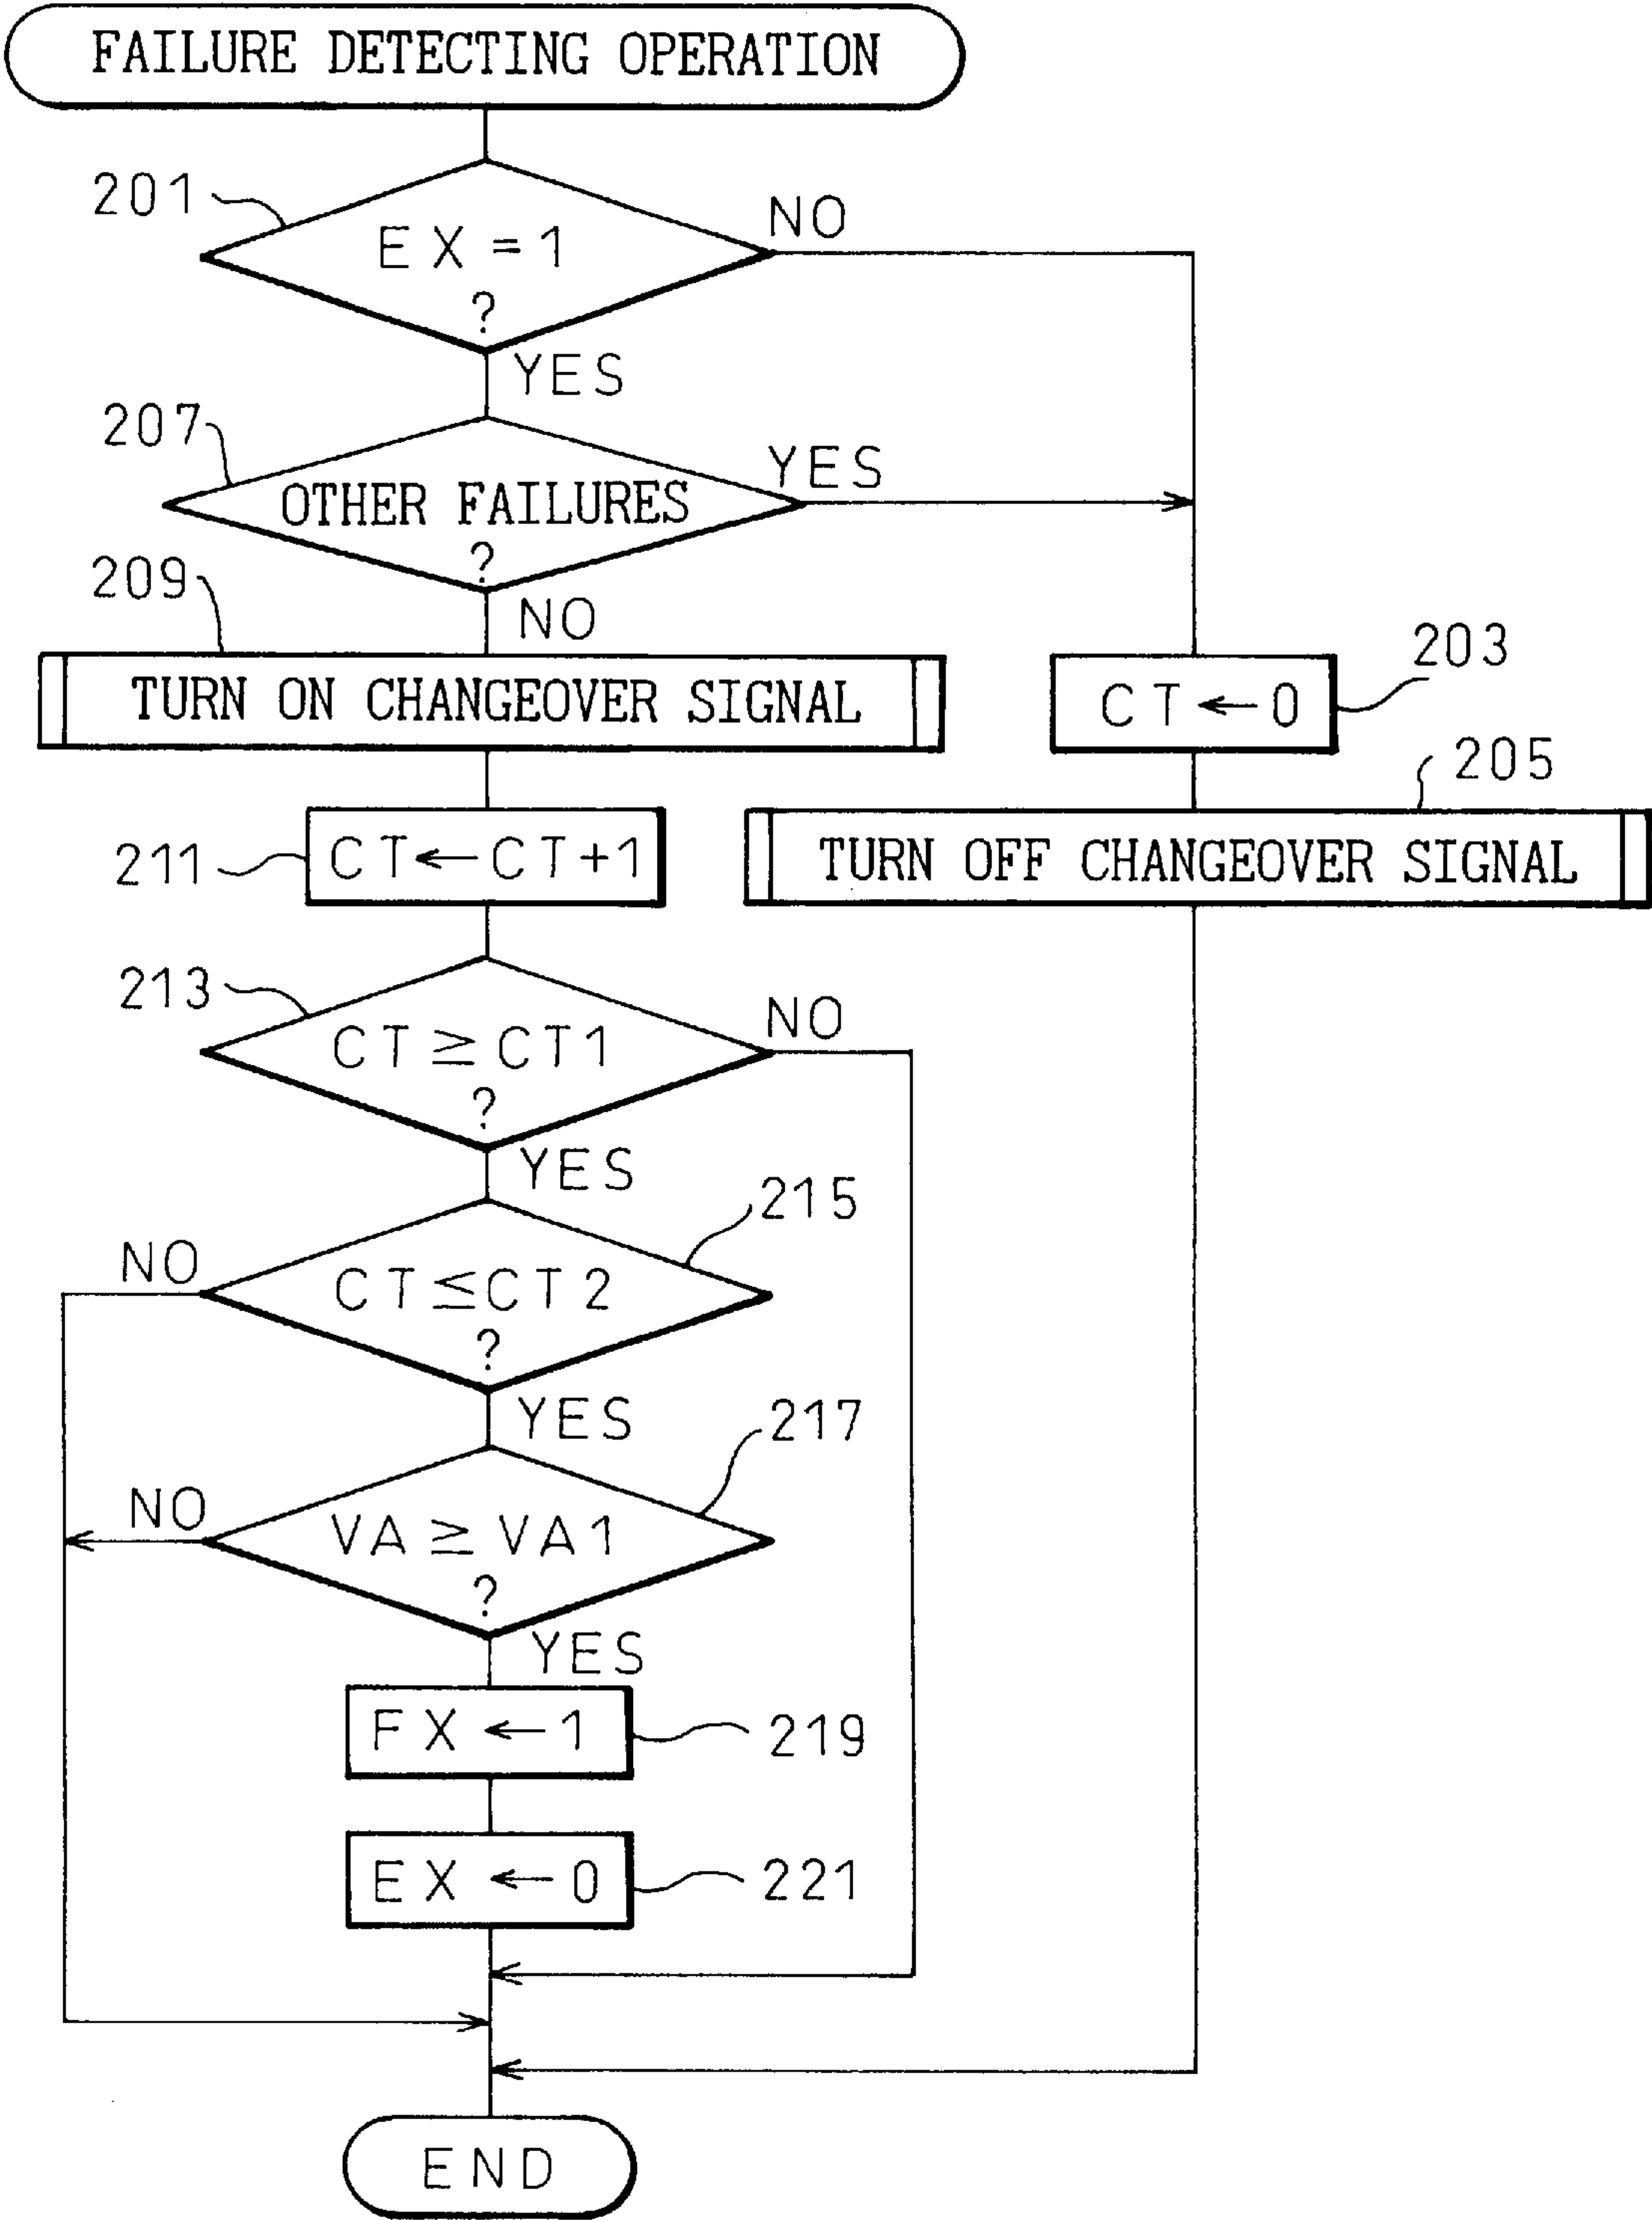 FAILURE DETECTING OPERATION
201
EX=1
?
NO
YES
207
OTHER FAILURES
?
YES
NO
209
TURN ON CHANGEOVER SIGNAL
CT←0
203
205
TURN OFF CHANGEOVER SIGNAL
211
CT←CT+1
213
CT≧CT1
?
NO
YES
215
CT≦CT2
?
NO
YES
217
VA≧VA1
?
NO
YES
FX←1
219
EX←0
221
END